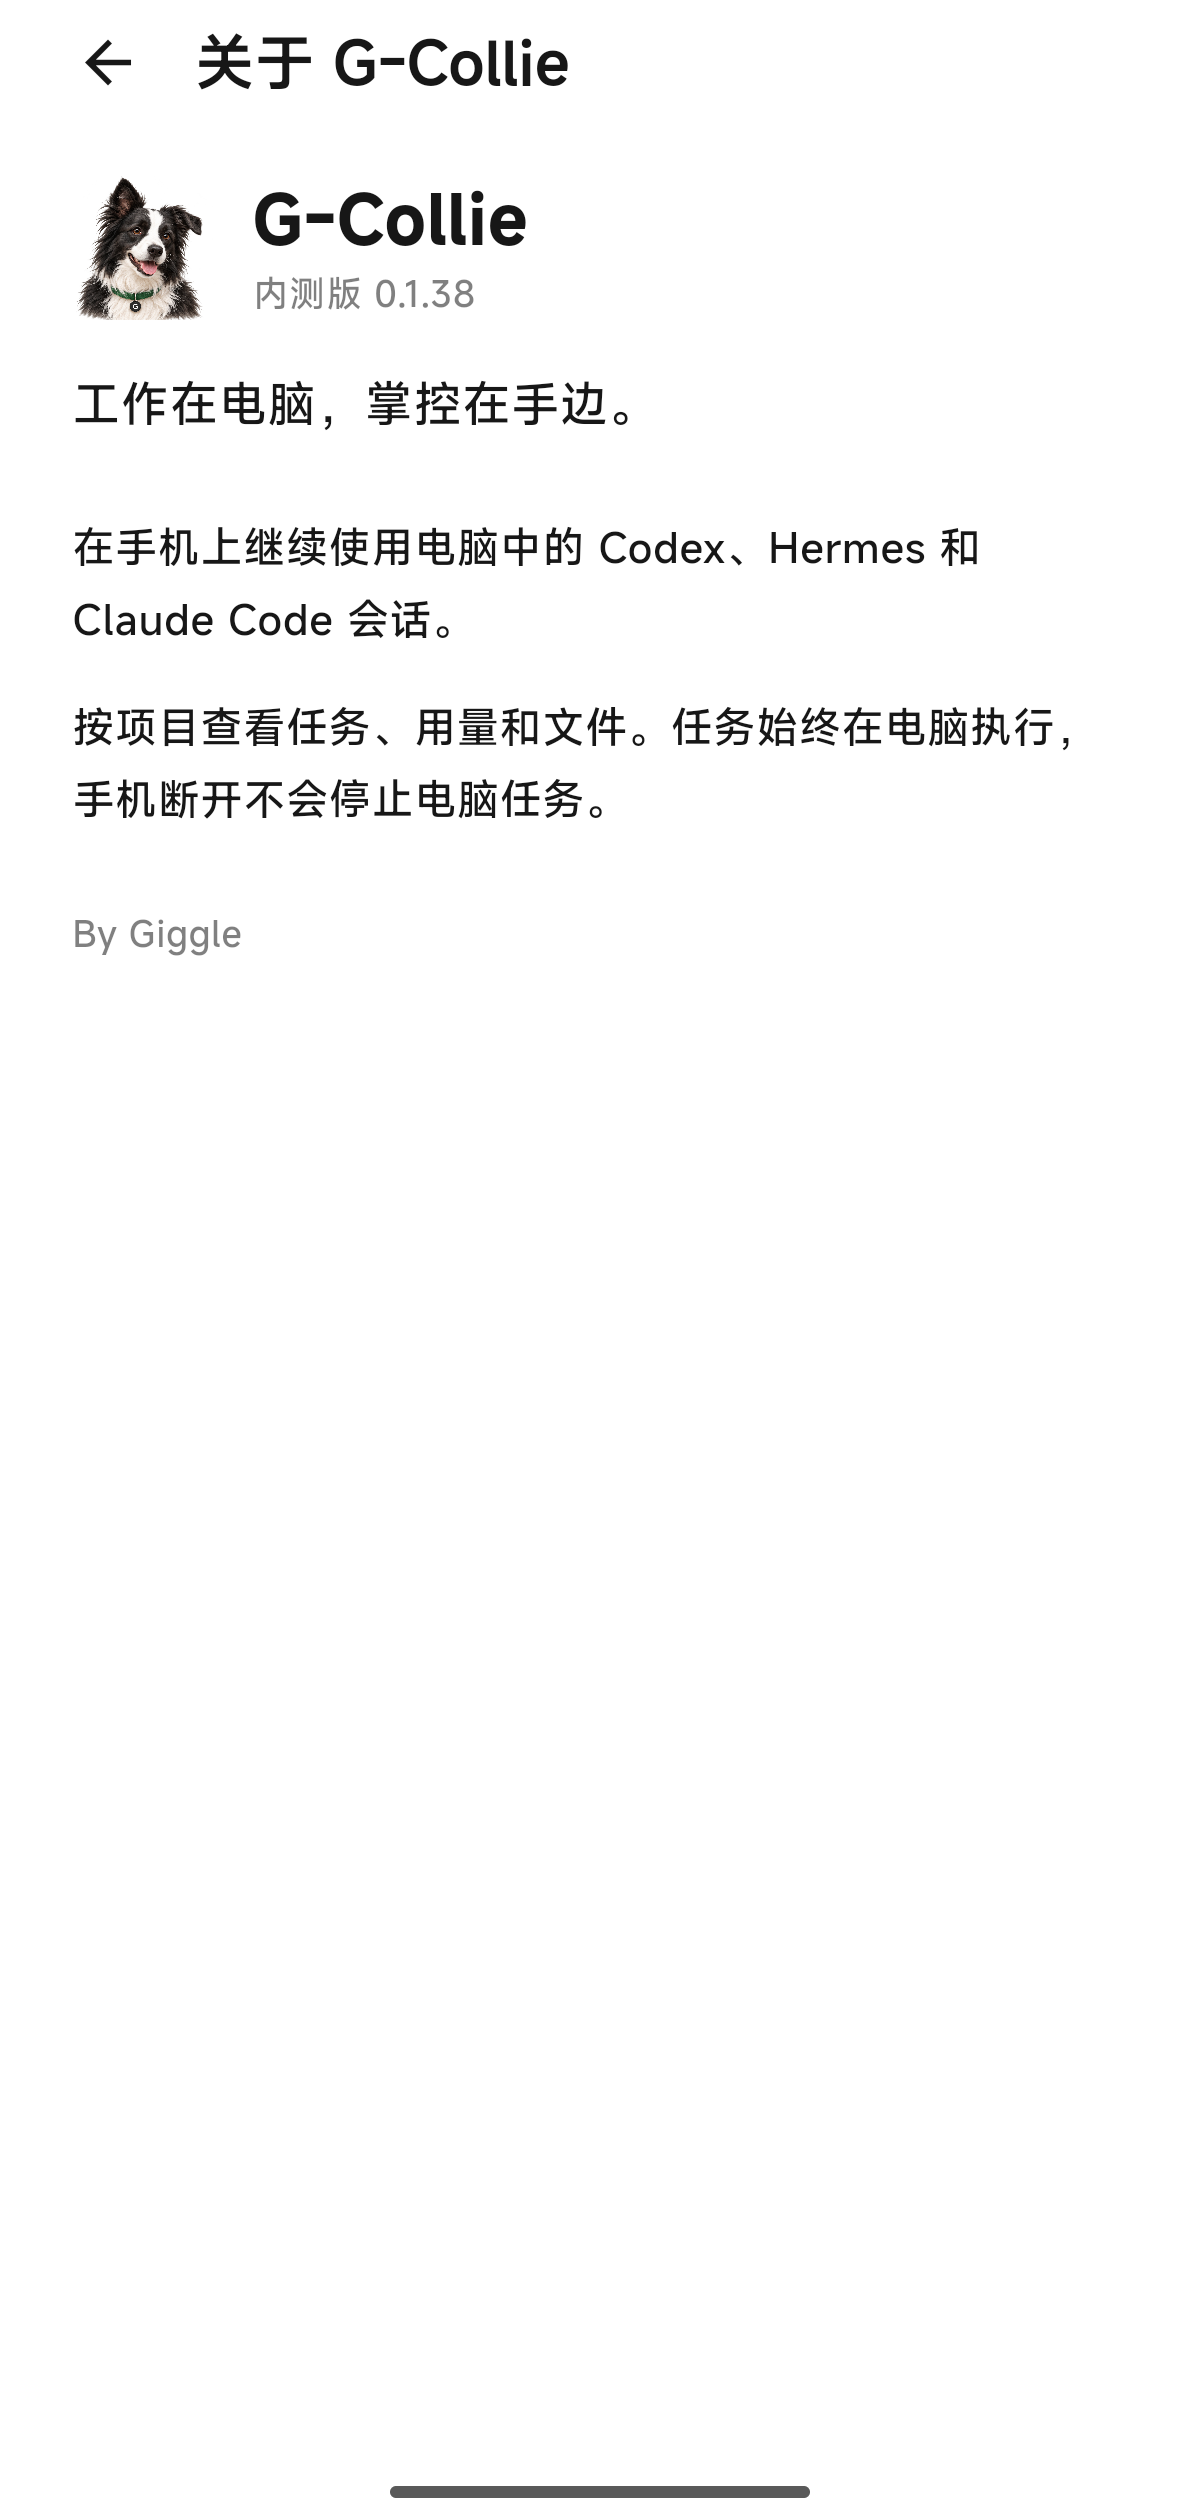 关于 G-Collie
G-Collie
内测版 0.1.38
工作在电脑，掌控在手边。
在手机上继续使用电脑中的 Codex、Hermes 和
Claude Code 会话。
按项目查看任务、用量和文件。任务始终在电脑执行，
手机断开不会停止电脑任务。
By Giggle